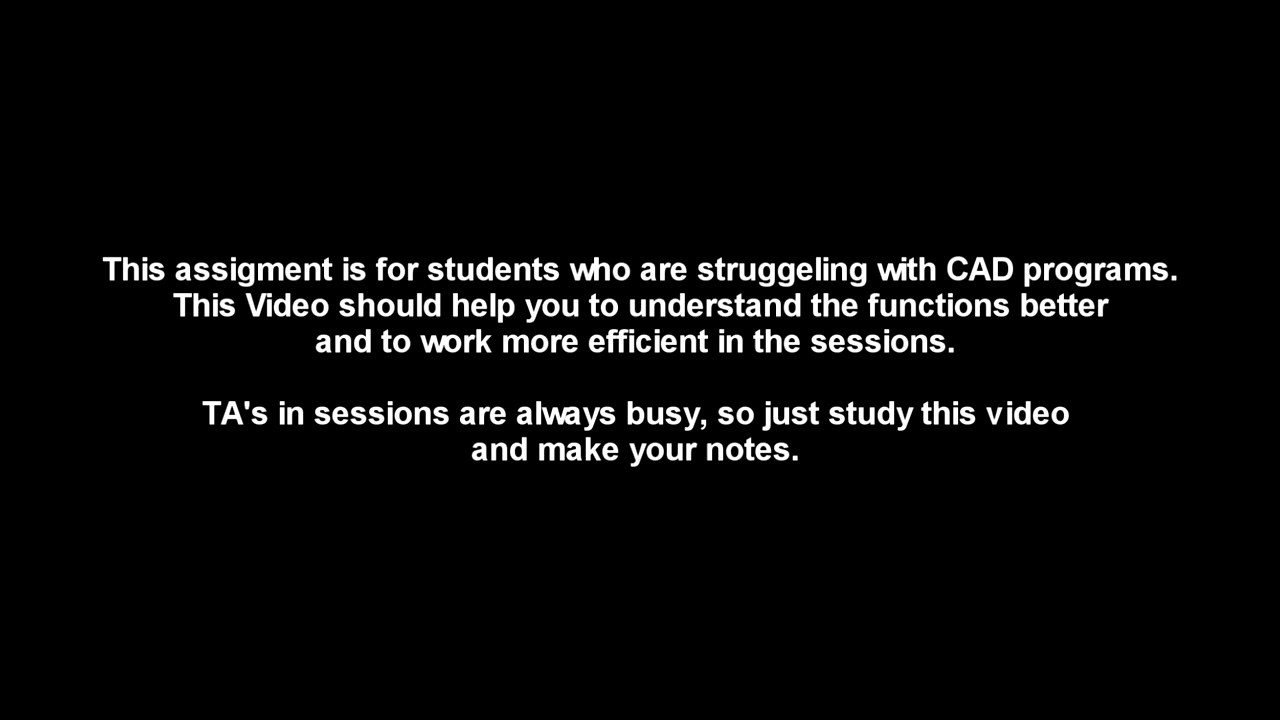 This assigment is for students who are struggeling with CAD programs.
This Video should help you to understand the functions better
and to work more efficient in the sessions.
TA's in sessions are always busy, so just study this video
and make your notes.